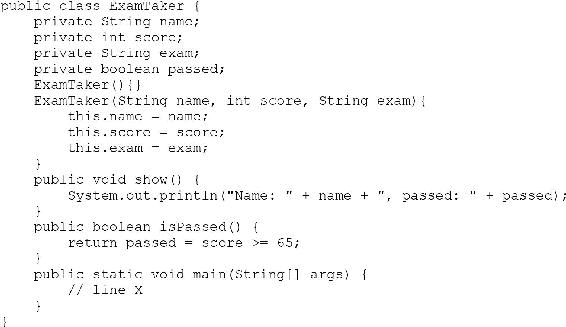 public class ExamTaker {
    private String name;
    private int score;
    private String exam;
    private boolean passed;
    ExamTaker(){}
    ExamTaker(String name, int score, String exam){
        this.name = name;
        this.score = score;
        this.exam = exam;
    }
    public void show() {
        System.out.println("Name: " + name + ", passed: " + passed);
    }
    public boolean isPassed() {
        return passed = score >= 65;
    }
    public static void main(String[] args) {
        // line X
    }
}